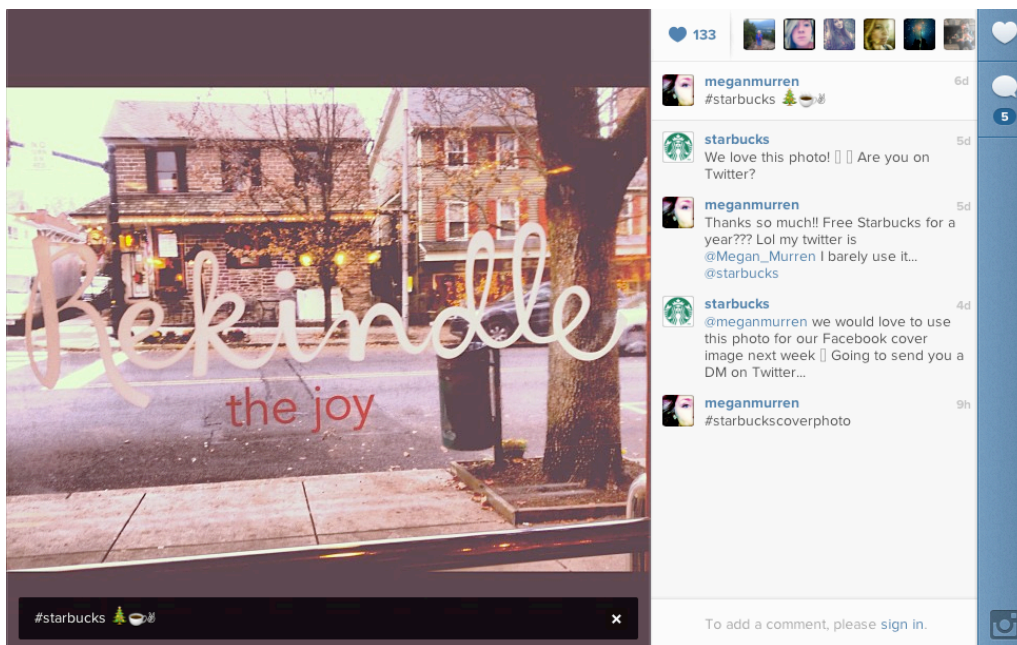 133
meganmurren 6d
#starbucks 🎄☕✌
starbucks 5d
We love this photo! Are you on
Twitter?
meganmurren 5d
Thanks so much!! Free Starbucks for a
year??? Lol my twitter is
@Megan_Murren I barely use it...
@starbucks
starbucks 4d
@meganmurren we would love to use
this photo for our Facebook cover
image next week Going to send you a
DM on Twitter...
meganmurren 9h
#starbuckscoverphoto
5
Rekindle
the joy
#starbucks 🎄☕✌ ×
To add a comment, please sign in.